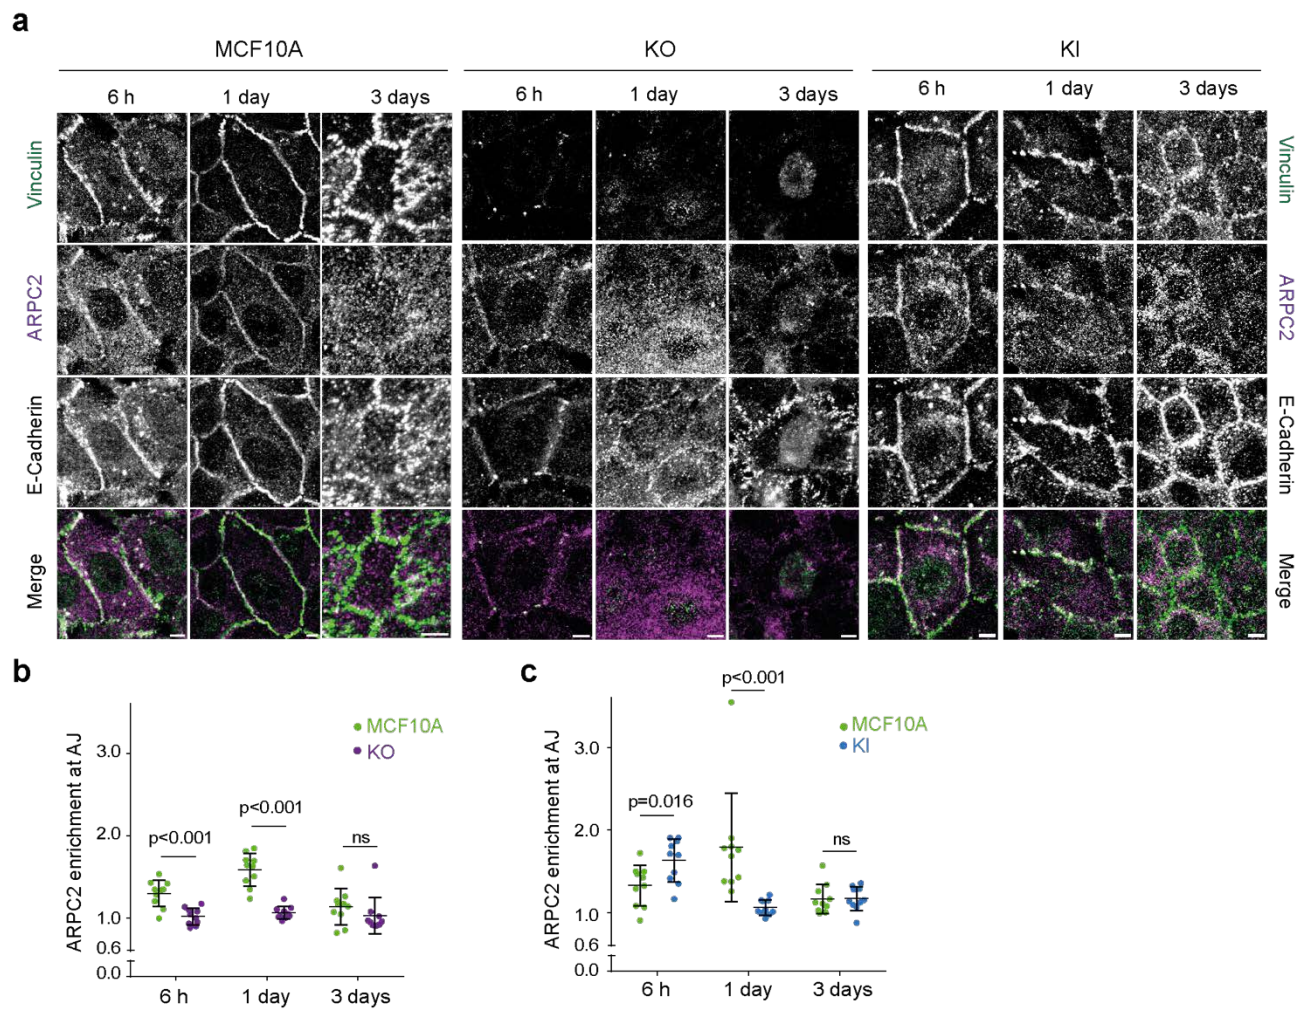 a
MCF10A KO KI
6 h 1 day 3 days 6 h 1 day 3 days 6 h 1 day 3 days
Vinculin Vinculin
ARPC2 ARPC2
E-Cadherin E-Cadherin
Merge Merge
b
ARPC2 enrichment at AJ
3.0
2.0
1.0
0.6
0.0
MCF10A
KO
p<0.001
p<0.001
ns
6 h 1 day 3 days
c
ARPC2 enrichment at AJ
3.0
2.0
1.0
0.6
0.0
p<0.001
MCF10A
KI
p=0.016
ns
6 h 1 day 3 days